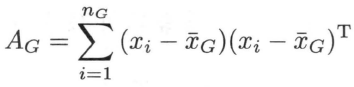 $A_G = \sum_{i=1}^{n_G} (x_i - \bar{x}_G)(x_i - \bar{x}_G)^{\mathrm{T}}$